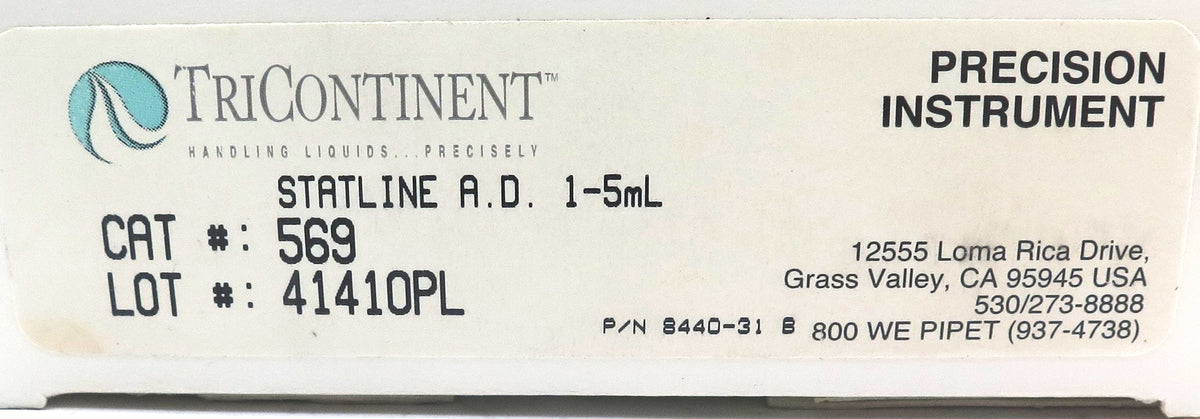 TRICONTINENT™
HANDLING LIQUIDS...PRECISELY
PRECISION
INSTRUMENT
STATLINE A.D. 1-5mL
CAT #: 569
LOT #: 41410PL
12555 Loma Rica Drive,
Grass Valley, CA 95945 USA
530/273-8888
P/N 8440-31 B
800 WE PIPET (937-4738)